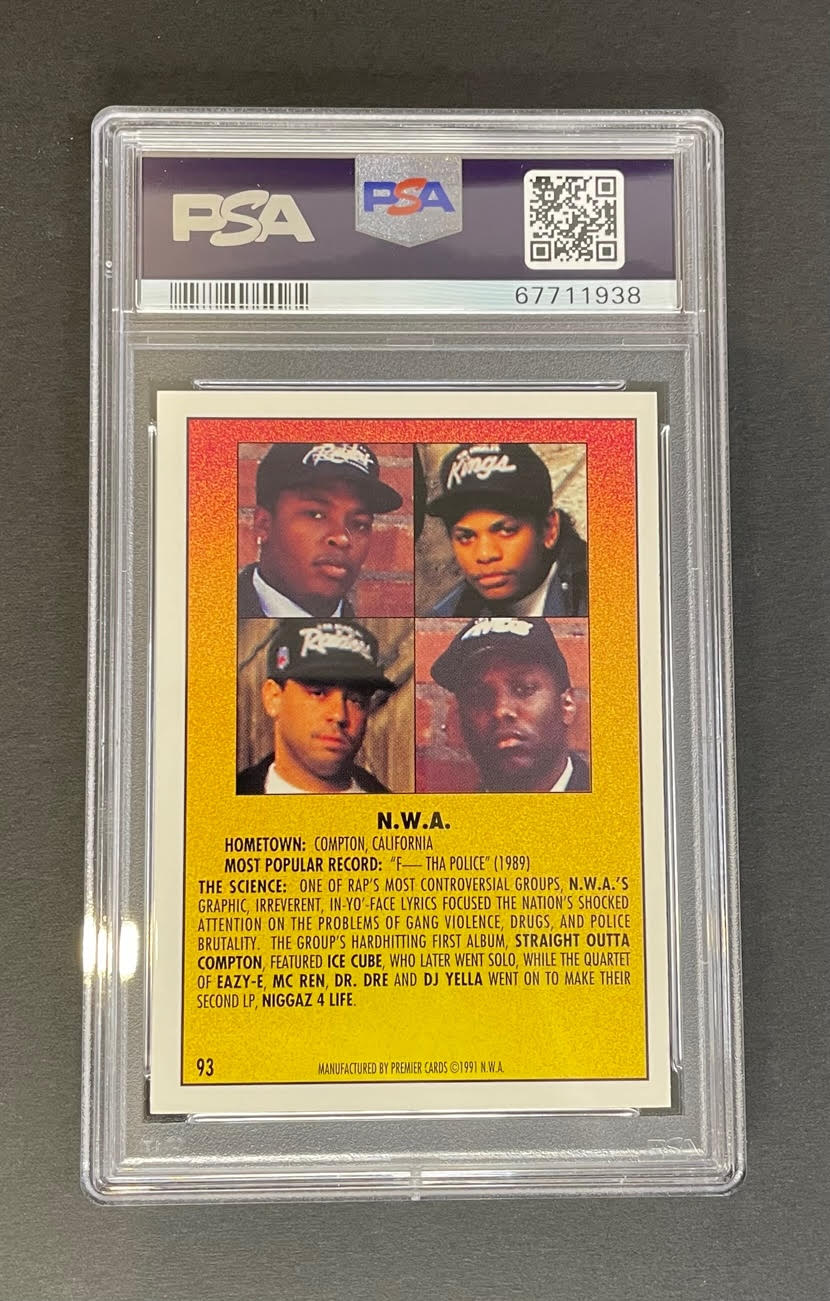 PSA
PSA
67711938
Raiders
Kings
Raiders
N.W.A.
HOMETOWN: COMPTON, CALIFORNIA
MOST POPULAR RECORD: "F— THA POLICE" (1989)
THE SCIENCE: ONE OF RAP'S MOST CONTROVERSIAL GROUPS, N.W.A.'S
GRAPHIC, IRREVERENT, IN-YO'-FACE LYRICS FOCUSED THE NATION'S SHOCKED
ATTENTION ON THE PROBLEMS OF GANG VIOLENCE, DRUGS, AND POLICE
BRUTALITY. THE GROUP'S HARDHITTING FIRST ALBUM, STRAIGHT OUTTA
COMPTON, FEATURED ICE CUBE, WHO LATER WENT SOLO, WHILE THE QUARTET
OF EAZY-E, MC REN, DR. DRE AND DJ YELLA WENT ON TO MAKE THEIR
SECOND LP, NIGGAZ 4 LIFE.
93
MANUFACTURED BY PREMIER CARDS ©1991 N.W.A.
PSA